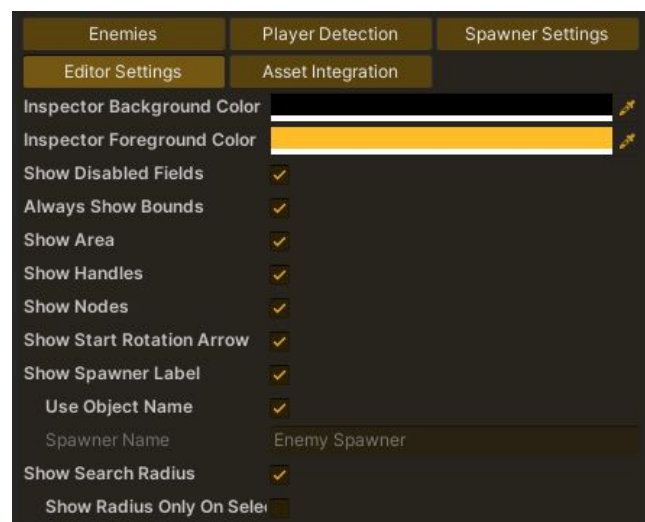 Enemies Player Detection Spawner Settings
Editor Settings Asset Integration
Inspector Background Color
Inspector Foreground Color
Show Disabled Fields
Always Show Bounds
Show Area
Show Handles
Show Nodes
Show Start Rotation Arrow
Show Spawner Label
Use Object Name
Spawner Name Enemy Spawner
Show Search Radius
Show Radius Only On Sele